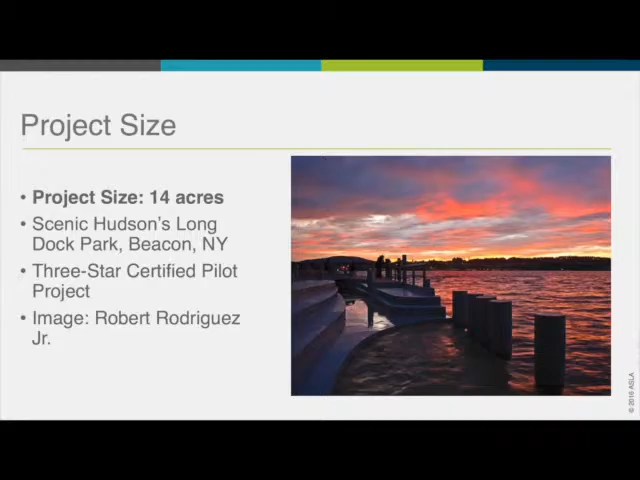 Project Size
• Project Size: 14 acres
• Scenic Hudson's Long
Dock Park, Beacon, NY
• Three-Star Certified Pilot
Project
• Image: Robert Rodriguez
Jr.
© 2016 ASLA